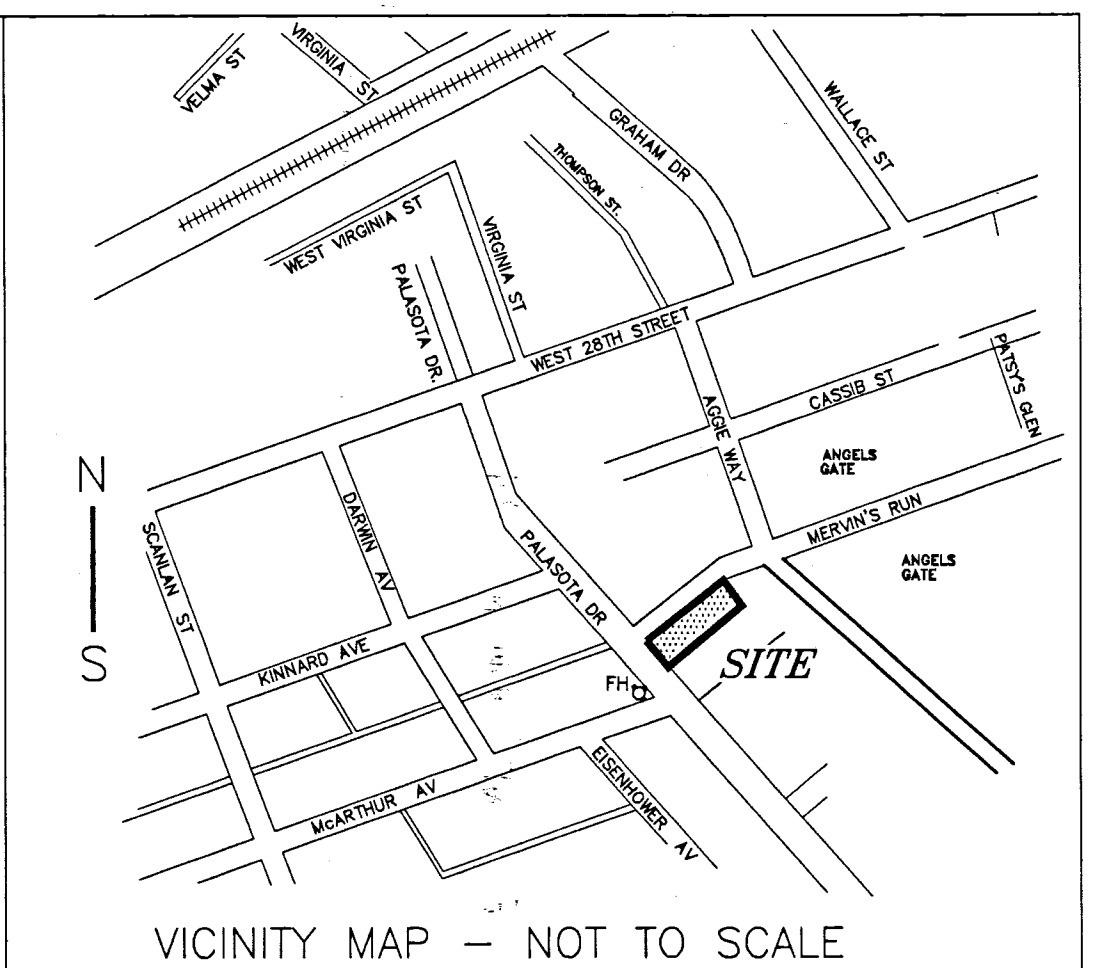 VELMA ST
VIRGINIA ST
GRAHAM DR
WALLACE ST
THOMPSON ST.
WEST VIRGINIA ST
VIRGINIA ST
PALASOTA DR.
WEST 28TH STREET
AGGIE WAY
CASSIB ST
PATSY'S GLEN
ANGELS
GATE
N
S
SCANLAN ST
DARWIN AV
PALASOTA DR
MERVIN'S RUN
ANGELS
GATE
KINNARD AVE
SITE
FH
McARTHUR AV
EISENHOWER AV
VICINITY MAP - NOT TO SCALE